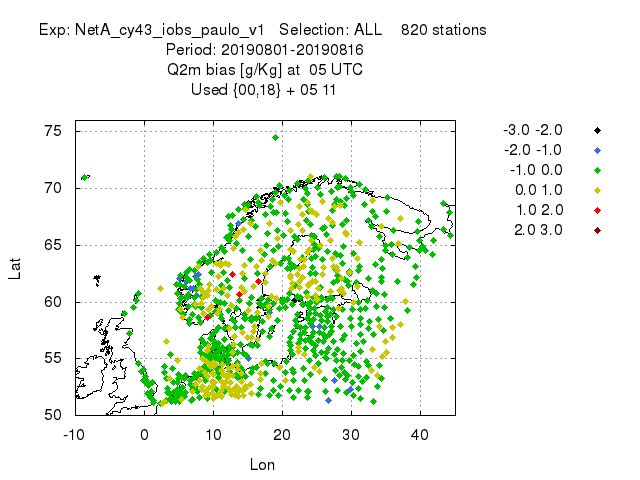 Exp: NetA_cy43_iobs_paulo_v1 Selection: ALL 820 stations
Period: 20190801-20190816
Q2m bias [g/Kg] at 05 UTC
Used {00,18} + 05 11
-3.0 -2.0
-2.0 -1.0
-1.0 0.0
0.0 1.0
1.0 2.0
2.0 3.0
75
70
65
60
55
50
Lat
-10 0 10 20 30 40
Lon